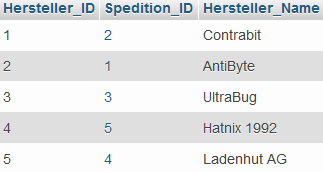 Hersteller_ID Spedition_ID Hersteller_Name
1 2 Contrabit
2 1 AntiByte
3 3 UltraBug
4 5 Hatnix 1992
5 4 Ladenhut AG